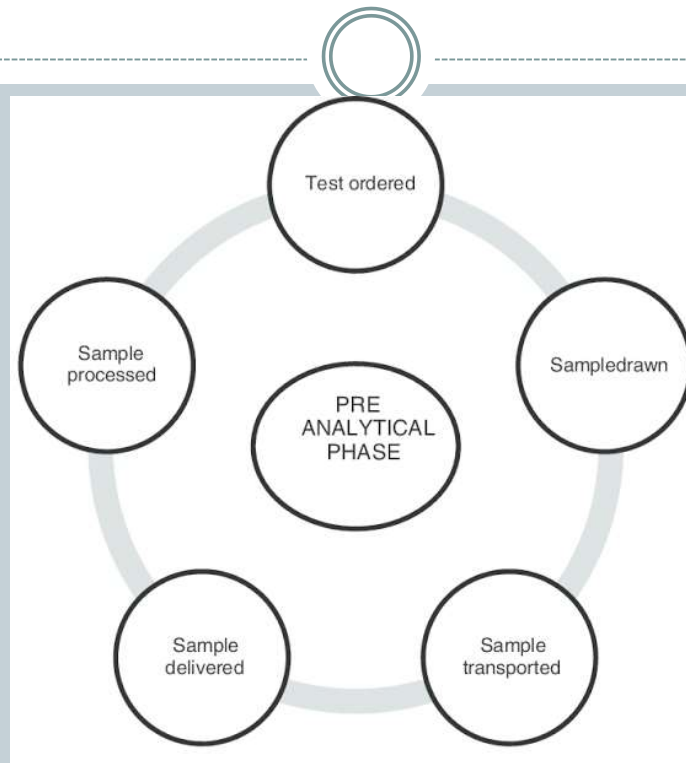 Test ordered
Sampledrawn
Sample
transported
Sample
delivered
Sample
processed
PRE
ANALYTICAL
PHASE